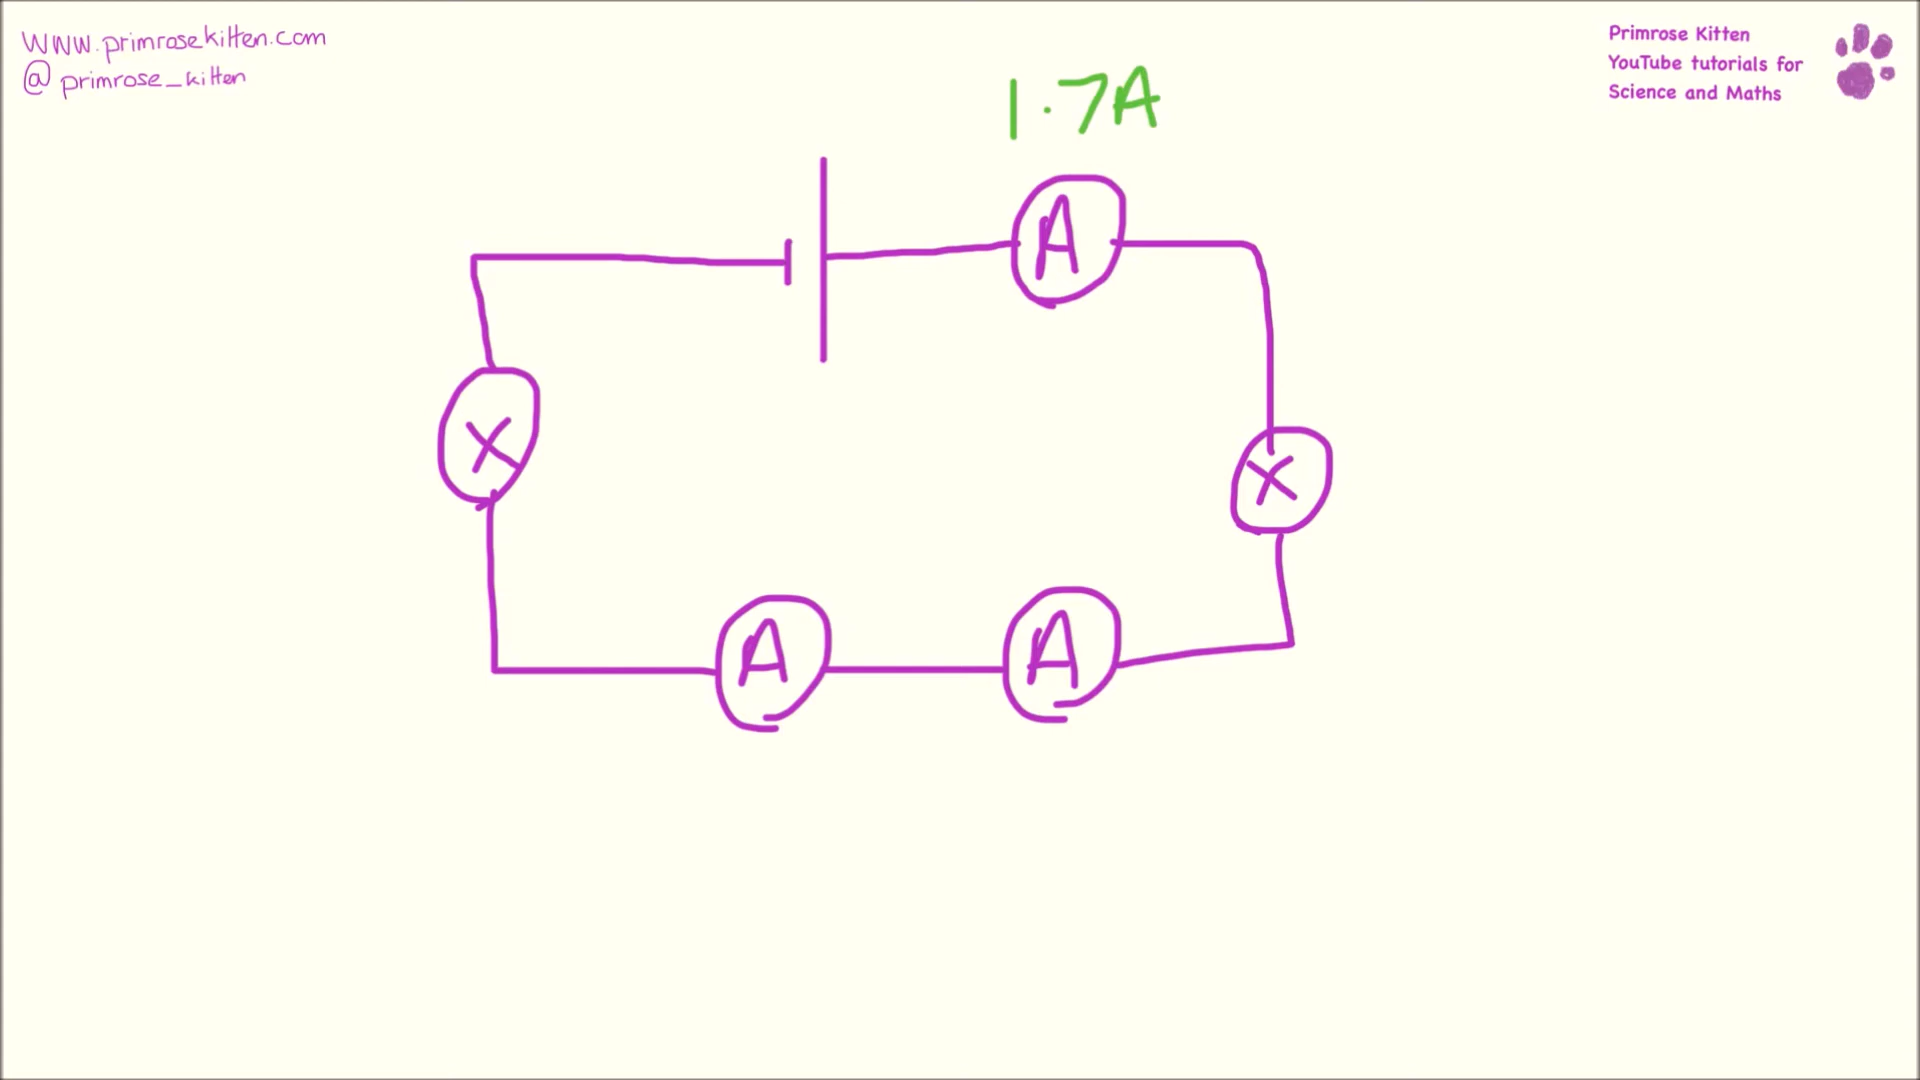 www.primrosekitten.com
@primrose_kitten
Primrose Kitten
YouTube tutorials for
Science and Maths
1.7A
A
A
A